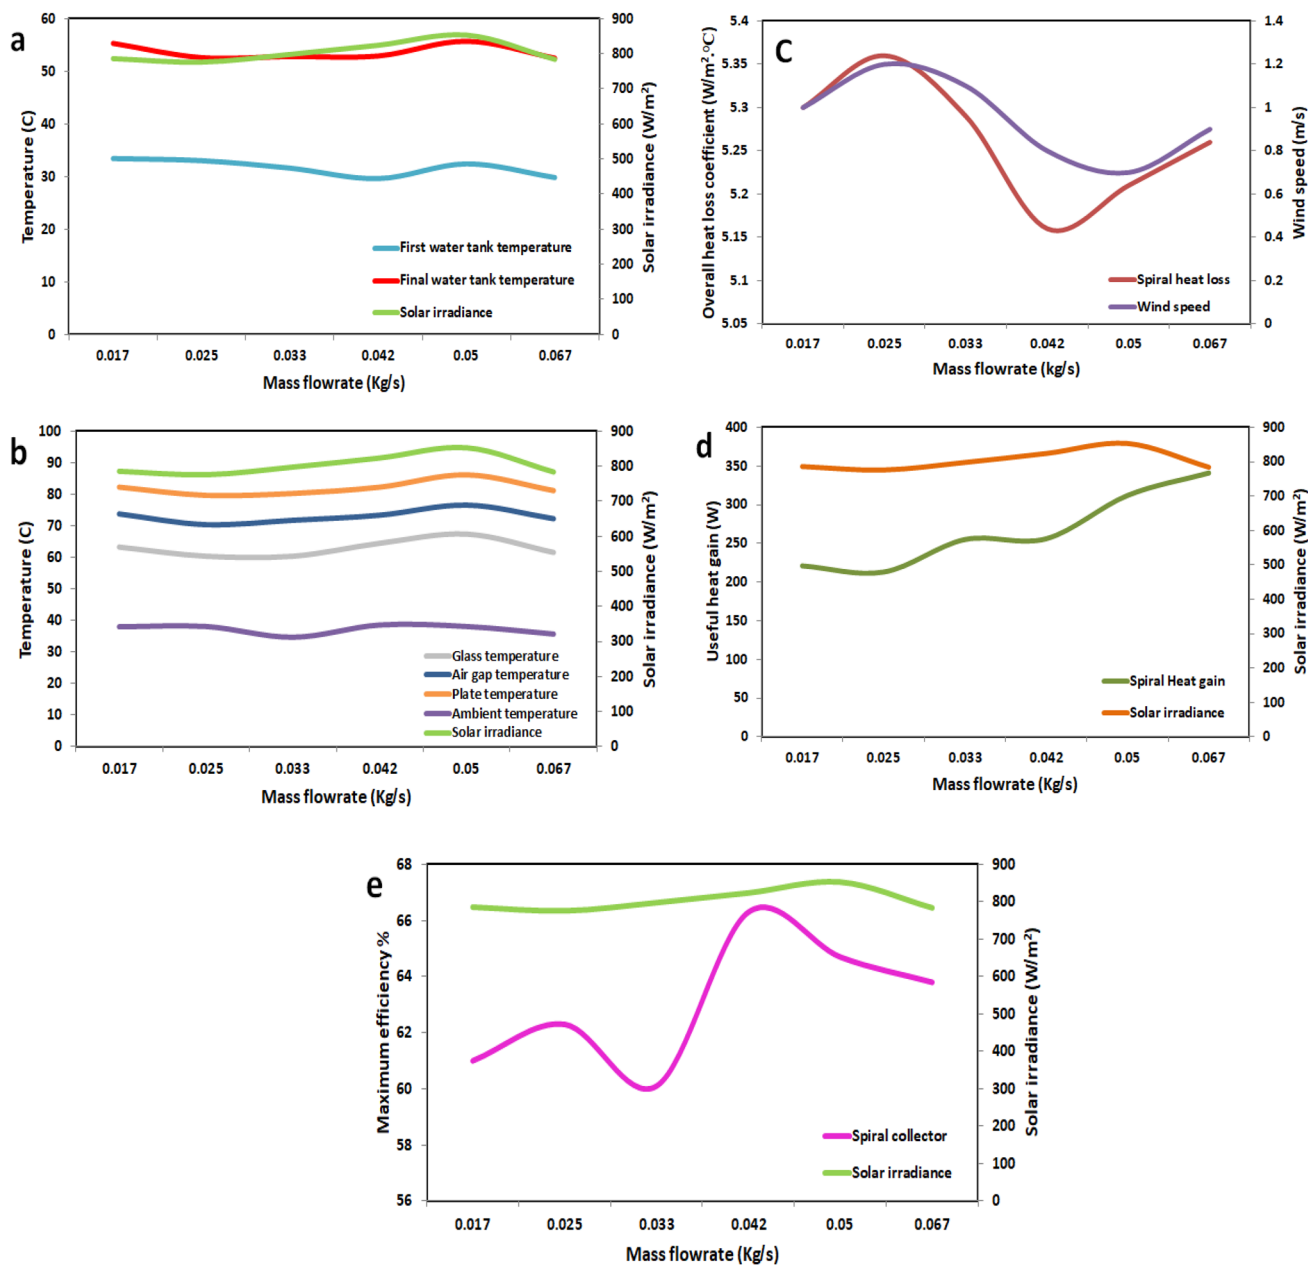 a
60
50
40
30
20
10
0
Temperature (C)
900
800
700
600
500
400
300
200
100
0
Solar irradiance (W/m²)
First water tank temperature
Final water tank temperature
Solar irradiance
0.017 0.025 0.033 0.042 0.05 0.067
Mass flowrate (Kg/s)
C
5.4
5.35
5.3
5.25
5.2
5.15
5.1
5.05
Overall heat loss coefficient (W/m².°C)
1.4
1.2
1
0.8
0.6
0.4
0.2
0
Wind speed (m/s)
Spiral heat loss
Wind speed
0.017 0.025 0.033 0.042 0.05 0.067
Mass flowrate (kg/s)
b
100
90
80
70
60
50
40
30
20
10
0
Temperature (C)
900
800
700
600
500
400
300
200
100
0
Solar irradiance (W/m²)
Glass temperature
Air gap temperature
Plate temperature
Ambient temperature
Solar irradiance
0.017 0.025 0.033 0.042 0.05 0.067
Mass flowrate (Kg/s)
d
400
350
300
250
200
150
100
50
0
Useful heat gain (W)
900
800
700
600
500
400
300
200
100
0
Solar irradiance (W/m²)
Spiral Heat gain
Solar irradiance
0.017 0.025 0.033 0.042 0.05 0.067
Mass flowrate (Kg/s)
e
68
66
64
62
60
58
56
Maximum efficiency %
900
800
700
600
500
400
300
200
100
0
Solar irradiance (W/m²)
Spiral collector
Solar irradiance
0.017 0.025 0.033 0.042 0.05 0.067
Mass flowrate (Kg/s)